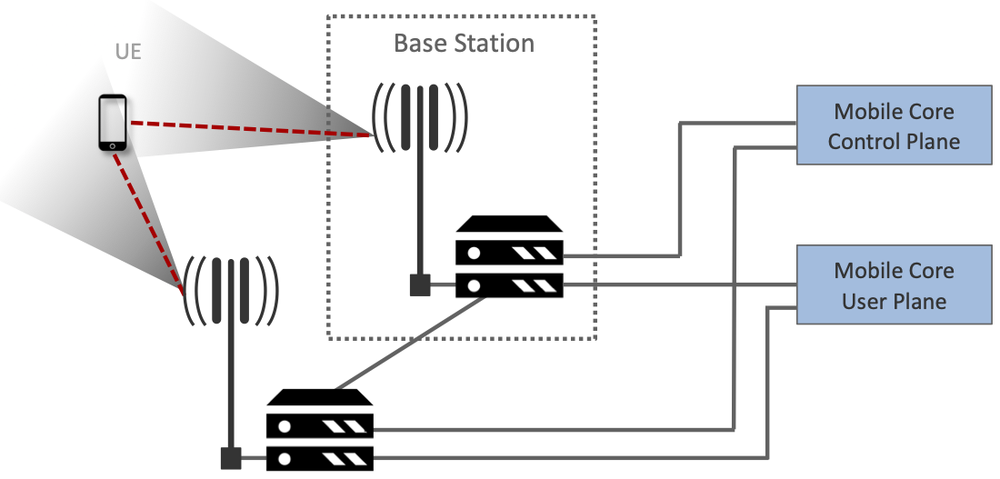 UE
Base Station
Mobile Core
Control Plane
Mobile Core
User Plane